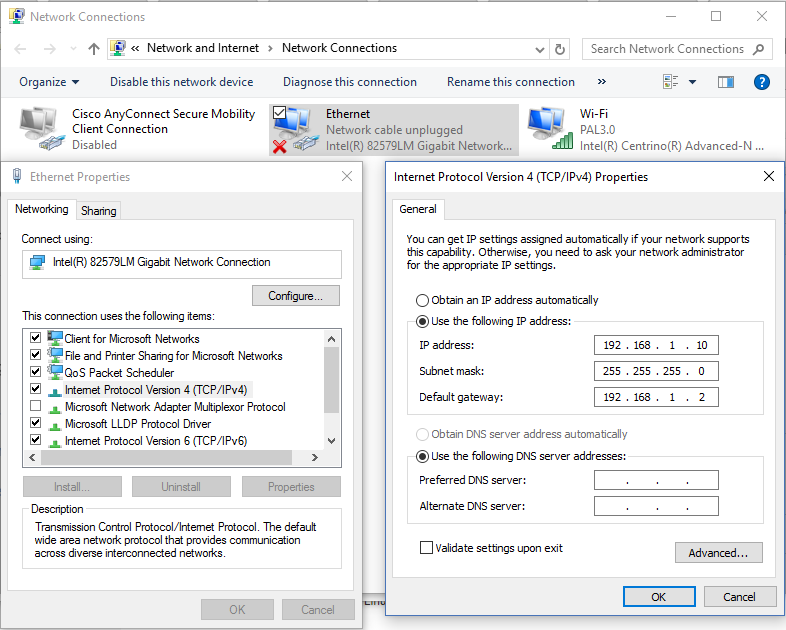 Network Connections
« Network and Internet › Network Connections
Search Network Connections
Organize
Disable this network device
Diagnose this connection
Rename this connection
»
Cisco AnyConnect Secure Mobility
Client Connection
Disabled
Ethernet
Network cable unplugged
Intel(R) 82579LM Gigabit Network...
Wi-Fi
PAL3.0
Intel(R) Centrino(R) Advanced-N ...
Ethernet Properties
Networking
Sharing
Connect using:
Intel(R) 82579LM Gigabit Network Connection
Configure...
This connection uses the following items:
Client for Microsoft Networks
File and Printer Sharing for Microsoft Networks
QoS Packet Scheduler
Internet Protocol Version 4 (TCP/IPv4)
Microsoft Network Adapter Multiplexor Protocol
Microsoft LLDP Protocol Driver
Internet Protocol Version 6 (TCP/IPv6)
Install...
Uninstall
Properties
Description
Transmission Control Protocol/Internet Protocol. The default
wide area network protocol that provides communication
across diverse interconnected networks.
OK
Cancel
Internet Protocol Version 4 (TCP/IPv4) Properties
General
You can get IP settings assigned automatically if your network supports
this capability. Otherwise, you need to ask your network administrator
for the appropriate IP settings.
Obtain an IP address automatically
Use the following IP address:
IP address:
192 . 168 . 1 . 10
Subnet mask:
255 . 255 . 255 . 0
Default gateway:
192 . 168 . 1 . 2
Obtain DNS server address automatically
Use the following DNS server addresses:
Preferred DNS server:
. . .
Alternate DNS server:
. . .
Validate settings upon exit
Advanced...
OK
Cancel